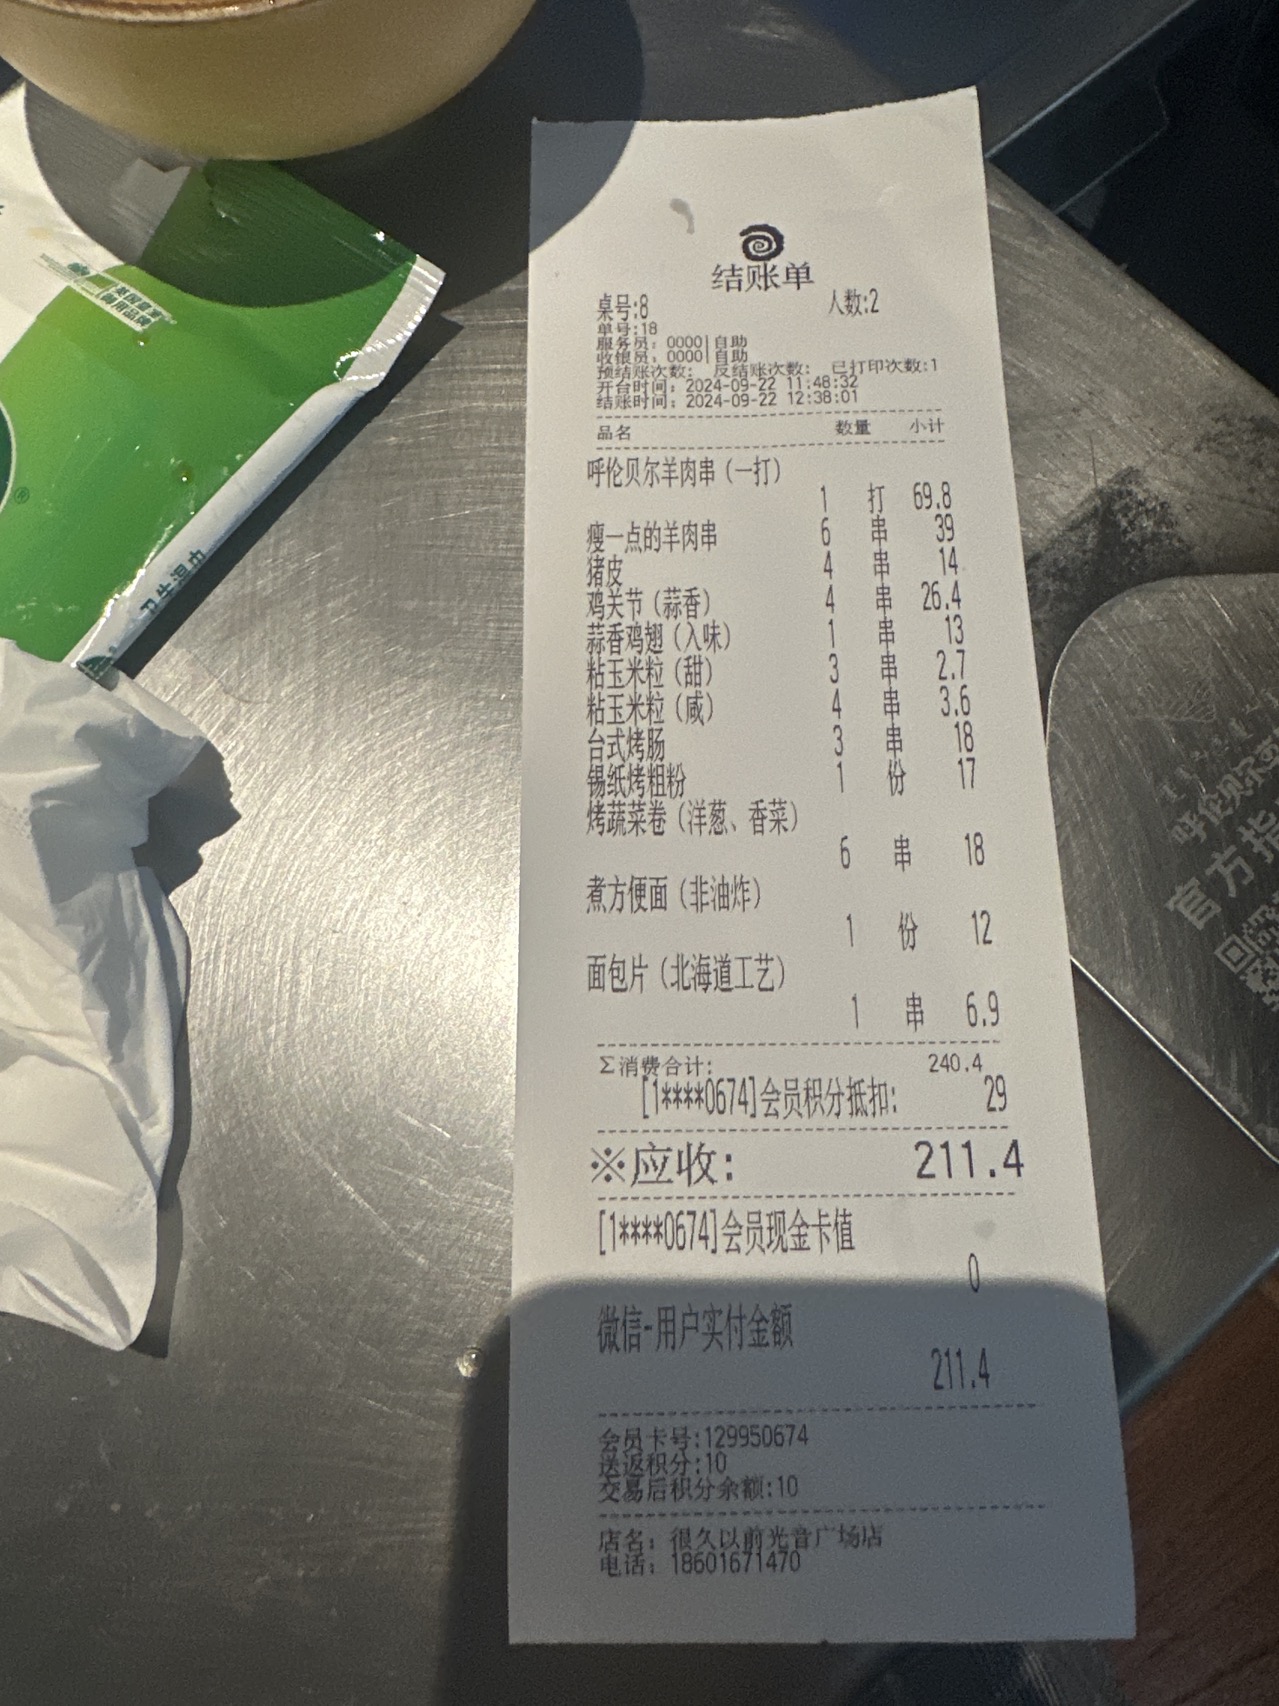 结账单
桌号:8 人数:2
单号:18
服务员: 0000|自助
收银员: 0000|自助
预结账次数: 反结账次数: 已打印次数:1
开台时间: 2024-09-22 11:48:32
结账时间: 2024-09-22 12:38:01
品名 数量 小计
呼伦贝尔羊肉串(一打)
1 打 69.8
瘦一点的羊肉串 6 串 39
猪皮 4 串 14
鸡关节(蒜香) 4 串 26.4
蒜香鸡翅(入味) 1 串 13
粘玉米粒(甜) 3 串 2.7
粘玉米粒(咸) 4 串 3.6
台式烤肠 3 串 18
锡纸烤粗粉 1 份 17
烤蔬菜卷(洋葱、香菜)
6 串 18
煮方便面(非油炸)
1 份 12
面包片(北海道工艺)
1 串 6.9
Σ消费合计: 240.4
[1****0674]会员积分抵扣: 29
※应收: 211.4
[1****0674]会员现金卡值
0
微信-用户实付金额
211.4
会员卡号:129950674
送返积分:10
交易后积分余额:10
店名: 很久以前光音广场店
电话: 18601671470
卫生湿巾
呼伦贝尔
官方指